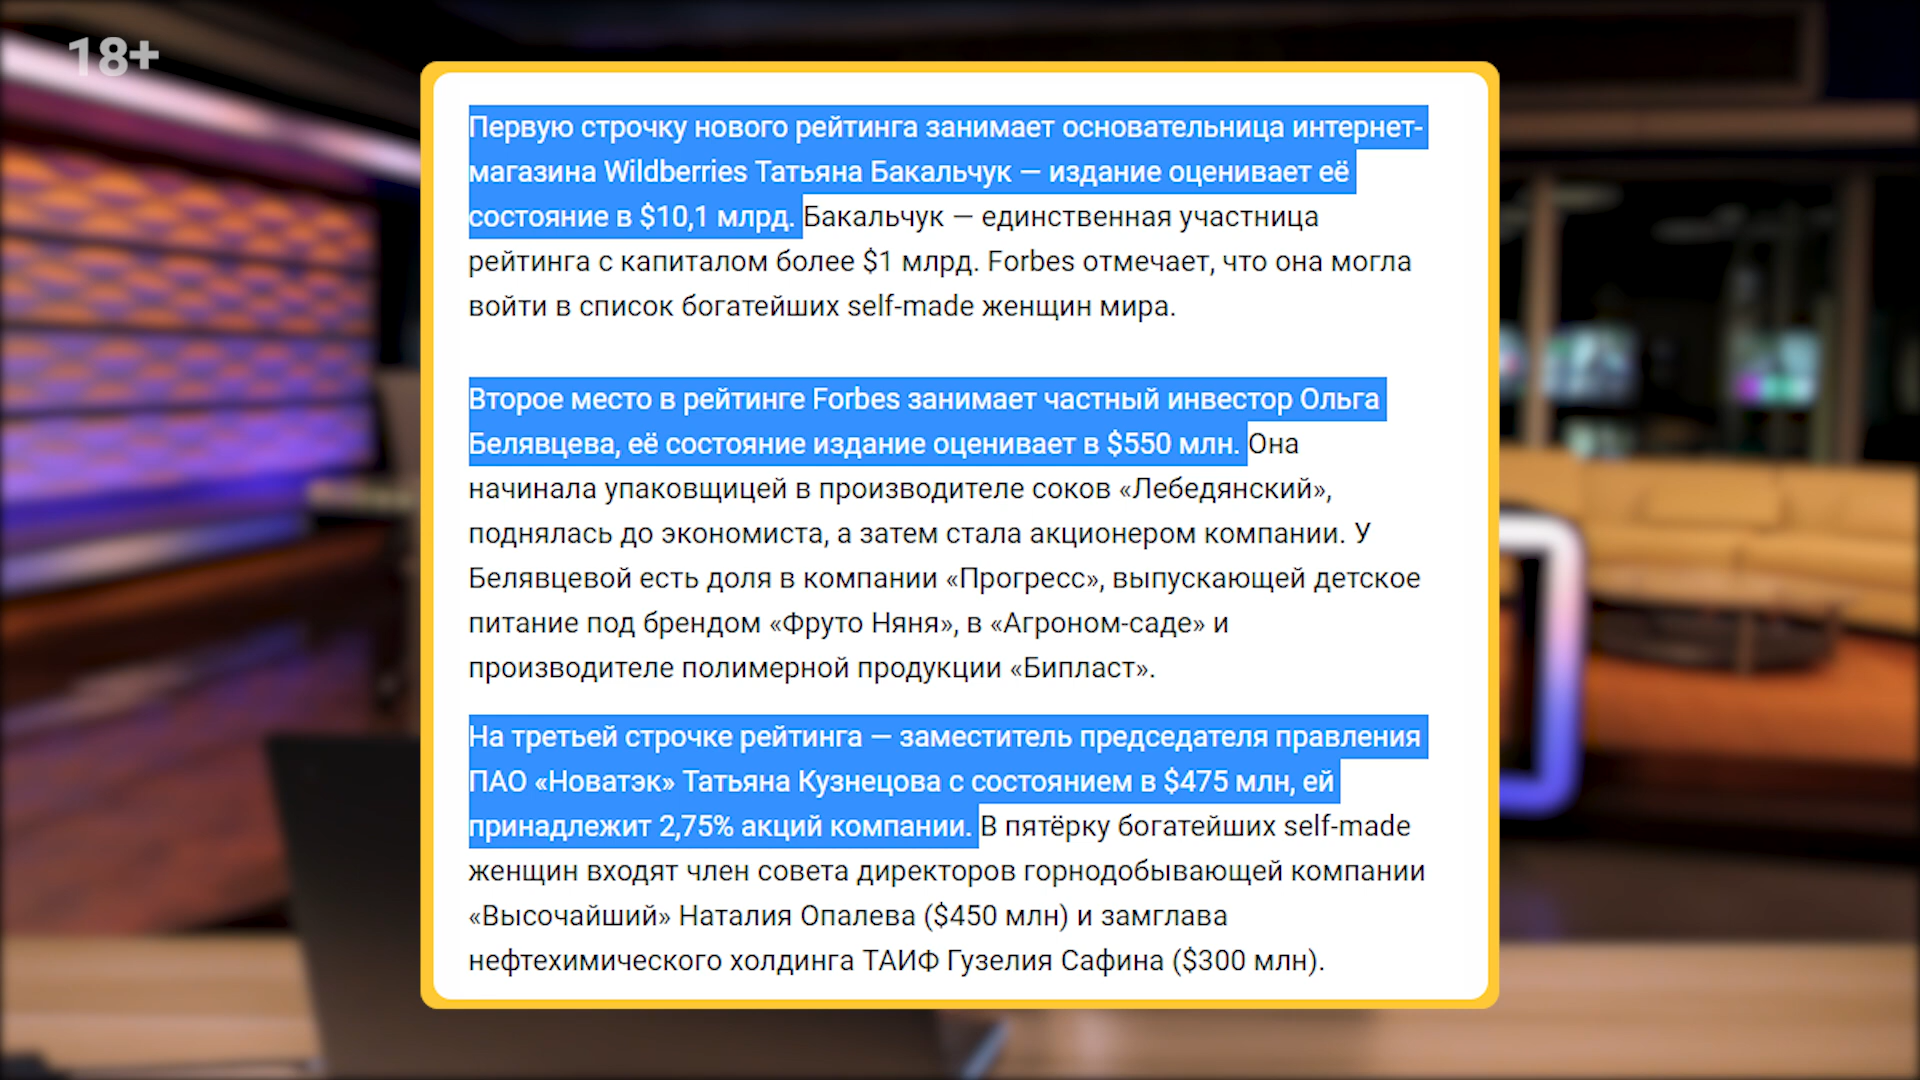 18+
Первую строчку нового рейтинга занимает основательница интернет-
магазина Wildberries Татьяна Бакальчук — издание оценивает её
состояние в $10,1 млрд. Бакальчук — единственная участница
рейтинга с капиталом более $1 млрд. Forbes отмечает, что она могла
войти в список богатейших self-made женщин мира.
Второе место в рейтинге Forbes занимает частный инвестор Ольга
Белявцева, её состояние издание оценивает в $550 млн. Она
начинала упаковщицей в производителе соков «Лебедянский»,
поднялась до экономиста, а затем стала акционером компании. У
Белявцевой есть доля в компании «Прогресс», выпускающей детское
питание под брендом «Фруто Няня», в «Агроном-саде» и
производителе полимерной продукции «Бипласт».
На третьей строчке рейтинга — заместитель председателя правления
ПАО «Новатэк» Татьяна Кузнецова с состоянием в $475 млн, ей
принадлежит 2,75% акций компании. В пятёрку богатейших self-made
женщин входят член совета директоров горнодобывающей компании
«Высочайший» Наталия Опалева ($450 млн) и замглава
нефтехимического холдинга ТАИФ Гузелия Сафина ($300 млн).